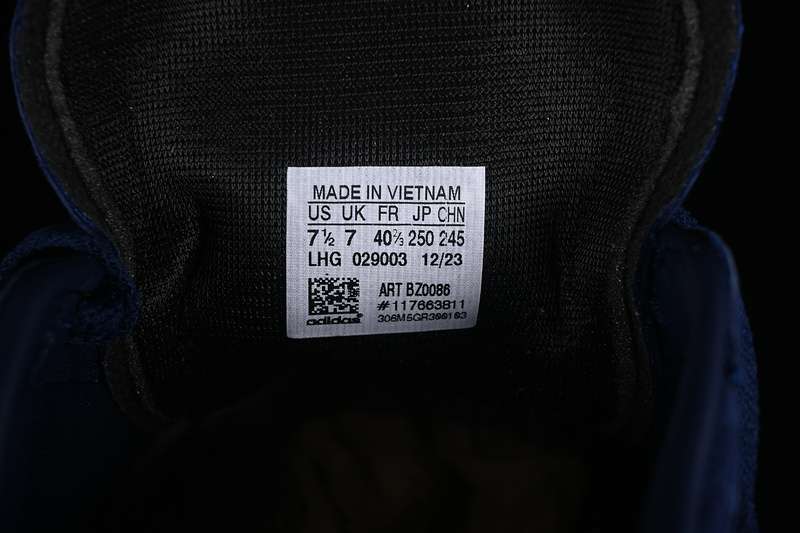 MADE IN VIETNAM
US UK FR JP CHN
7½ 7 40⅔ 250 245
LHG 029003 12/23
ART BZ0086
#117663811
adidas